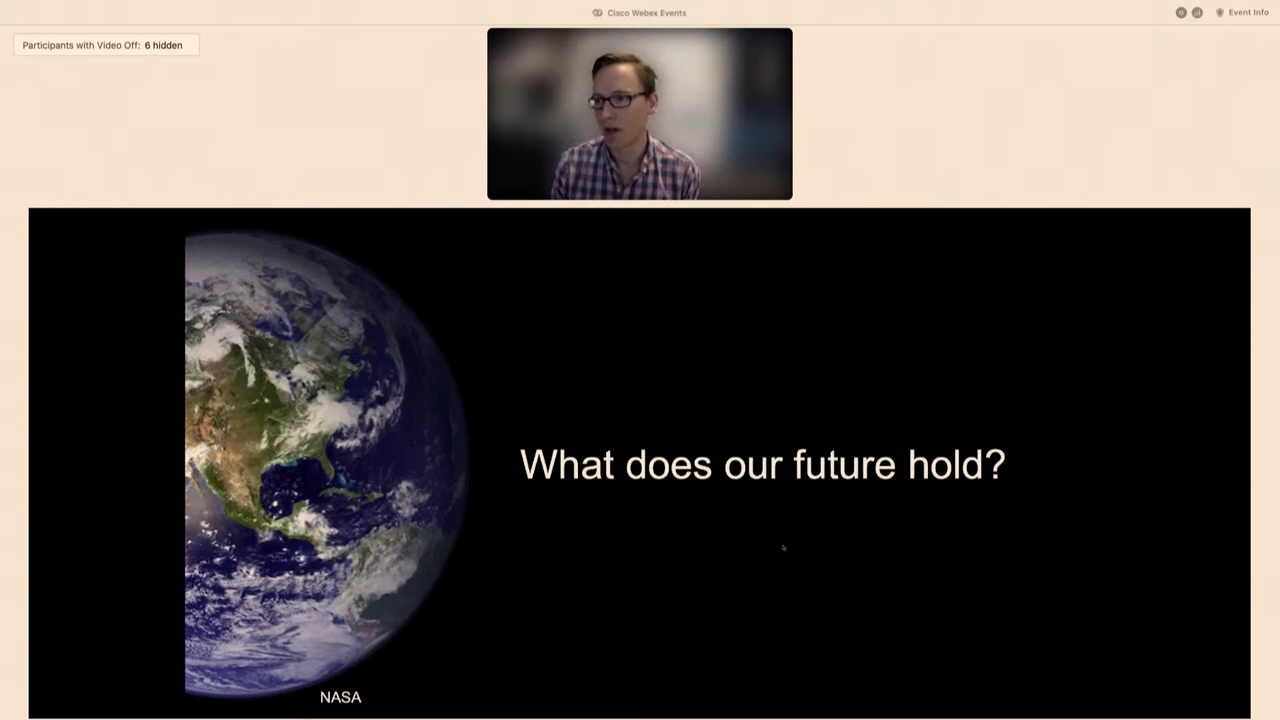 Cisco Webex Events
Event Info
Participants with Video Off: 6 hidden
What does our future hold?
NASA